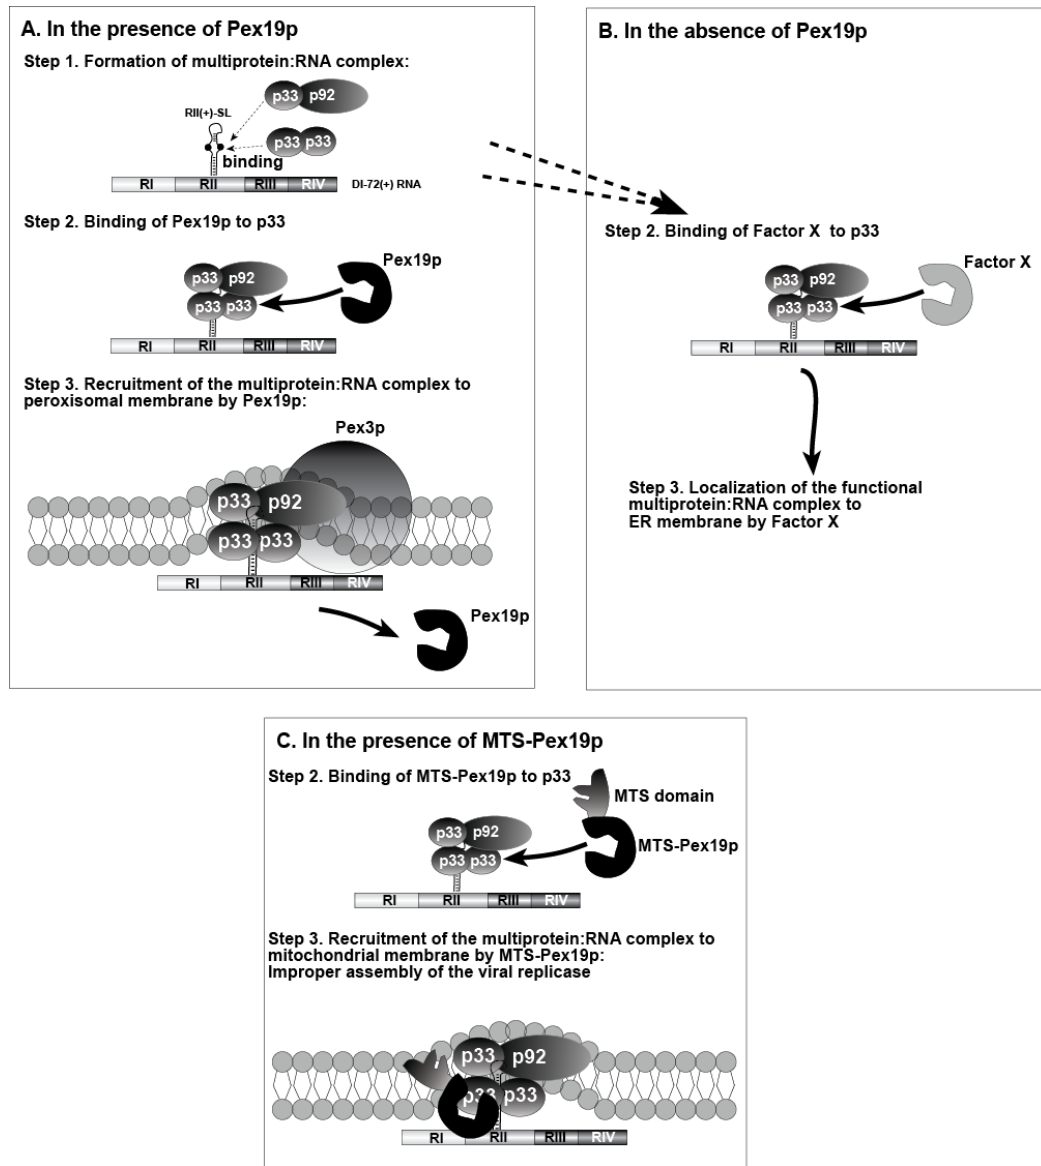 A. In the presence of Pex19p
Step 1. Formation of multiprotein:RNA complex:
p33 p92
RII(+)-SL
p33 p33
binding
RI RII RIII RIV
DI-72(+) RNA
Step 2. Binding of Pex19p to p33
Pex19p
p33 p92
p33 p33
RI RII RIII RIV
Step 3. Recruitment of the multiprotein:RNA complex to
peroxisomal membrane by Pex19p:
Pex3p
p33 p92
p33 p33
RI RII RIII RIV
Pex19p
B. In the absence of Pex19p
Step 2. Binding of Factor X to p33
Factor X
p33 p92
p33 p33
RI RII RIII RIV
Step 3. Localization of the functional
multiprotein:RNA complex to
ER membrane by Factor X
C. In the presence of MTS-Pex19p
Step 2. Binding of MTS-Pex19p to p33
MTS domain
p33 p92
MTS-Pex19p
p33 p33
RI RII RIII RIV
Step 3. Recruitment of the multiprotein:RNA complex to
mitochondrial membrane by MTS-Pex19p:
Improper assembly of the viral replicase
p33 p92
p33 p33
RI RII RIII RIV